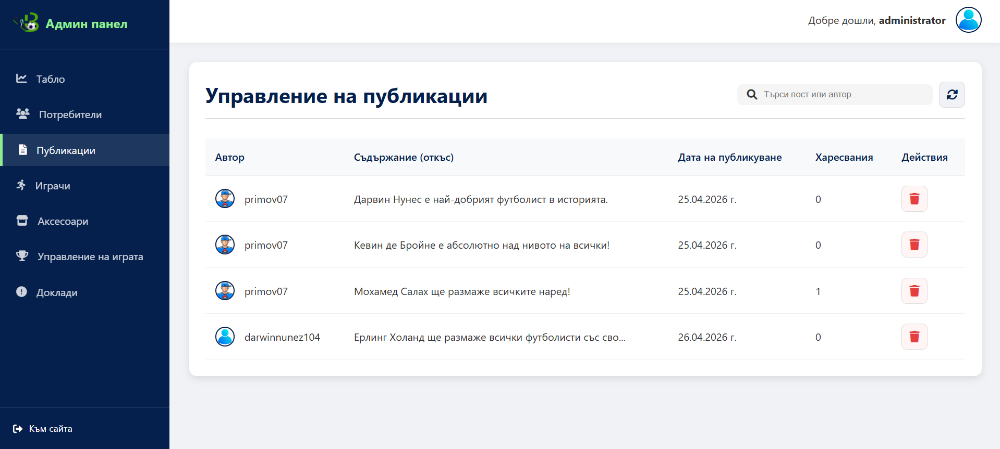 Админ панел
Добре дошли, administrator
Табло
Потребители
Публикации
Играчи
Аксесоари
Управление на играта
Доклади
Към сайта
Управление на публикации
Търси пост или автор...
Автор Съдържание (откъс) Дата на публикуване Харесвания Действия
primov07 Дарвин Нунес е най-добрият футболист в историята. 25.04.2026 г. 0
primov07 Кевин де Бройне е абсолютно над нивото на всички! 25.04.2026 г. 0
primov07 Мохамед Салах ще размаже всичките наред! 25.04.2026 г. 1
darwinnunez104 Ерлинг Холанд ще размаже всички футболисти със сво... 26.04.2026 г. 0